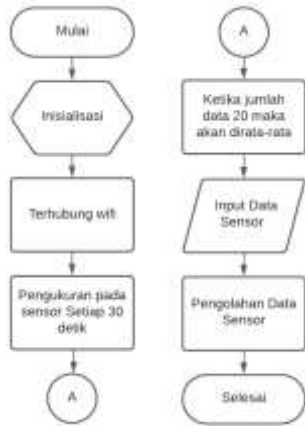 Mulai
Inisialisasi
Terhubung wifi
Pengukuran pada
sensor Setiap 30
detik
A
A
Ketika jumlah
data 20 maka
akan dirata-rata
Input Data
Sensor
Pengolahan Data
Sensor
Selesai